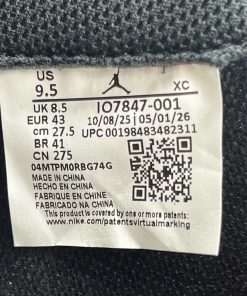 US XC
9.5
UK 8.5 IO7847-001
EUR 43 10/08/25 | 05/01/26
cm 27.5 UPC 00198483482311
BR 41
CN 275
04MTPM0RBG74G
MADE IN CHINA
HECHO EN CHINA
FABRIQUE EN CHINE
FABRICADO NA CHINA
This product is covered by one or more patents.
www.nike.com/patentsvirtualmarking